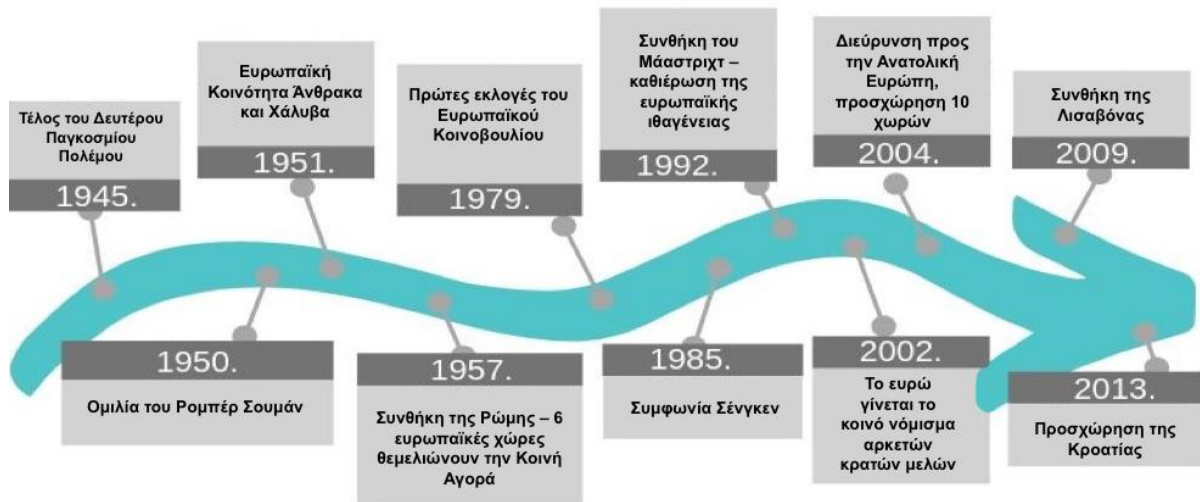 Τέλος του Δευτέρου
Παγκοσμίου
Πολέμου
1945.
1950.
Ομιλία του Ρομπέρ Σουμάν
Ευρωπαϊκή
Κοινότητα Άνθρακα
και Χάλυβα
1951.
1957.
Συνθήκη της Ρώμης – 6
ευρωπαϊκές χώρες
θεμελιώνουν την Κοινή
Αγορά
Πρώτες εκλογές του
Ευρωπαϊκού
Κοινοβουλίου
1979.
1985.
Συμφωνία Σένγκεν
Συνθήκη του
Μάαστριχτ –
καθιέρωση της
ευρωπαϊκής
ιθαγένειας
1992.
2002.
Το ευρώ
γίνεται το
κοινό νόμισμα
αρκετών
κρατών μελών
Διεύρυνση προς
την Ανατολική
Ευρώπη,
προσχώρηση 10
χωρών
2004.
Συνθήκη της
Λισαβόνας
2009.
2013.
Προσχώρηση της
Κροατίας